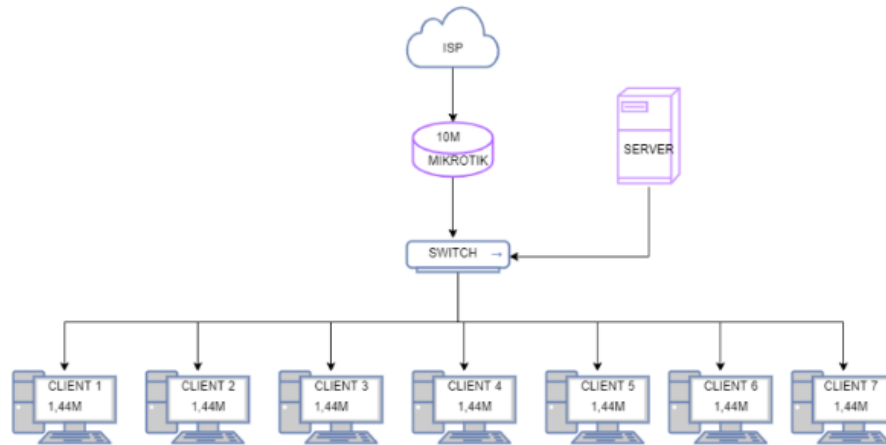 ISP
10M
MIKROTIK
SERVER
SWITCH
CLIENT 1
1,44M
CLIENT 2
1,44M
CLIENT 3
1,44M
CLIENT 4
1,44M
CLIENT 5
1,44M
CLIENT 6
1,44M
CLIENT 7
1,44M